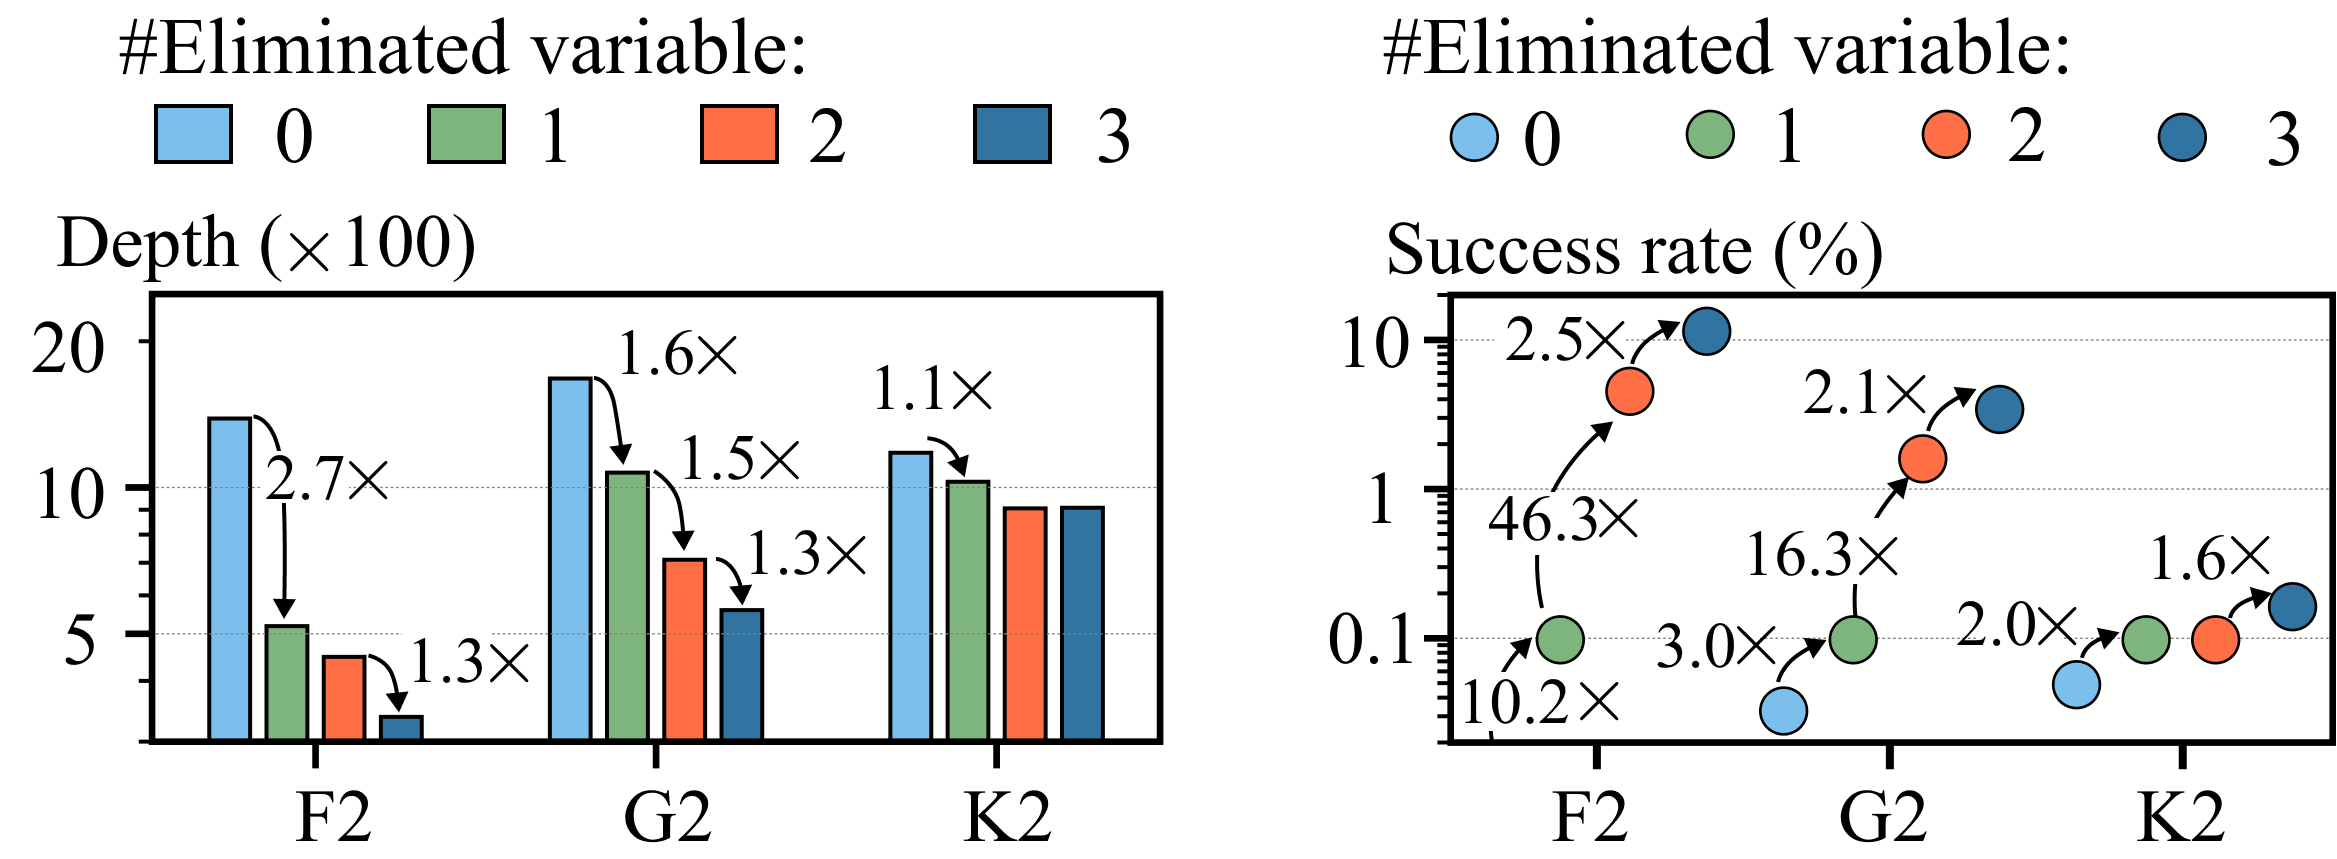 #Eliminated variable:
0 1 2 3
Depth (×100)
20
10
5
2.7×
1.3×
1.6×
1.5×
1.3×
1.1×
F2 G2 K2
#Eliminated variable:
0 1 2 3
Success rate (%)
10
1
0.1
2.5×
46.3×
10.2×
2.1×
16.3×
3.0×
1.6×
2.0×
F2 G2 K2